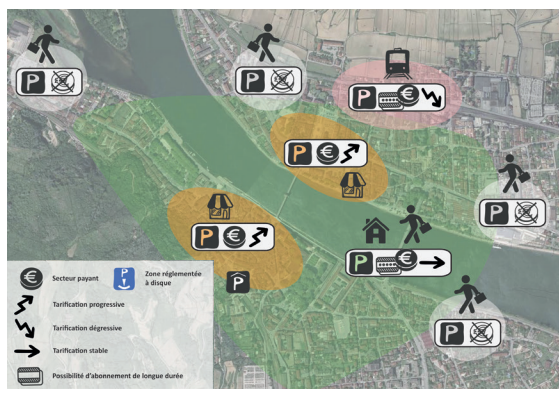 P
P
P €
P €
P
P €
P €
P
P
€ Secteur payant
P Zone réglementée
à disque
Tarification progressive
Tarification dégressive
Tarification stable
Possibilité d'abonnement de longue durée